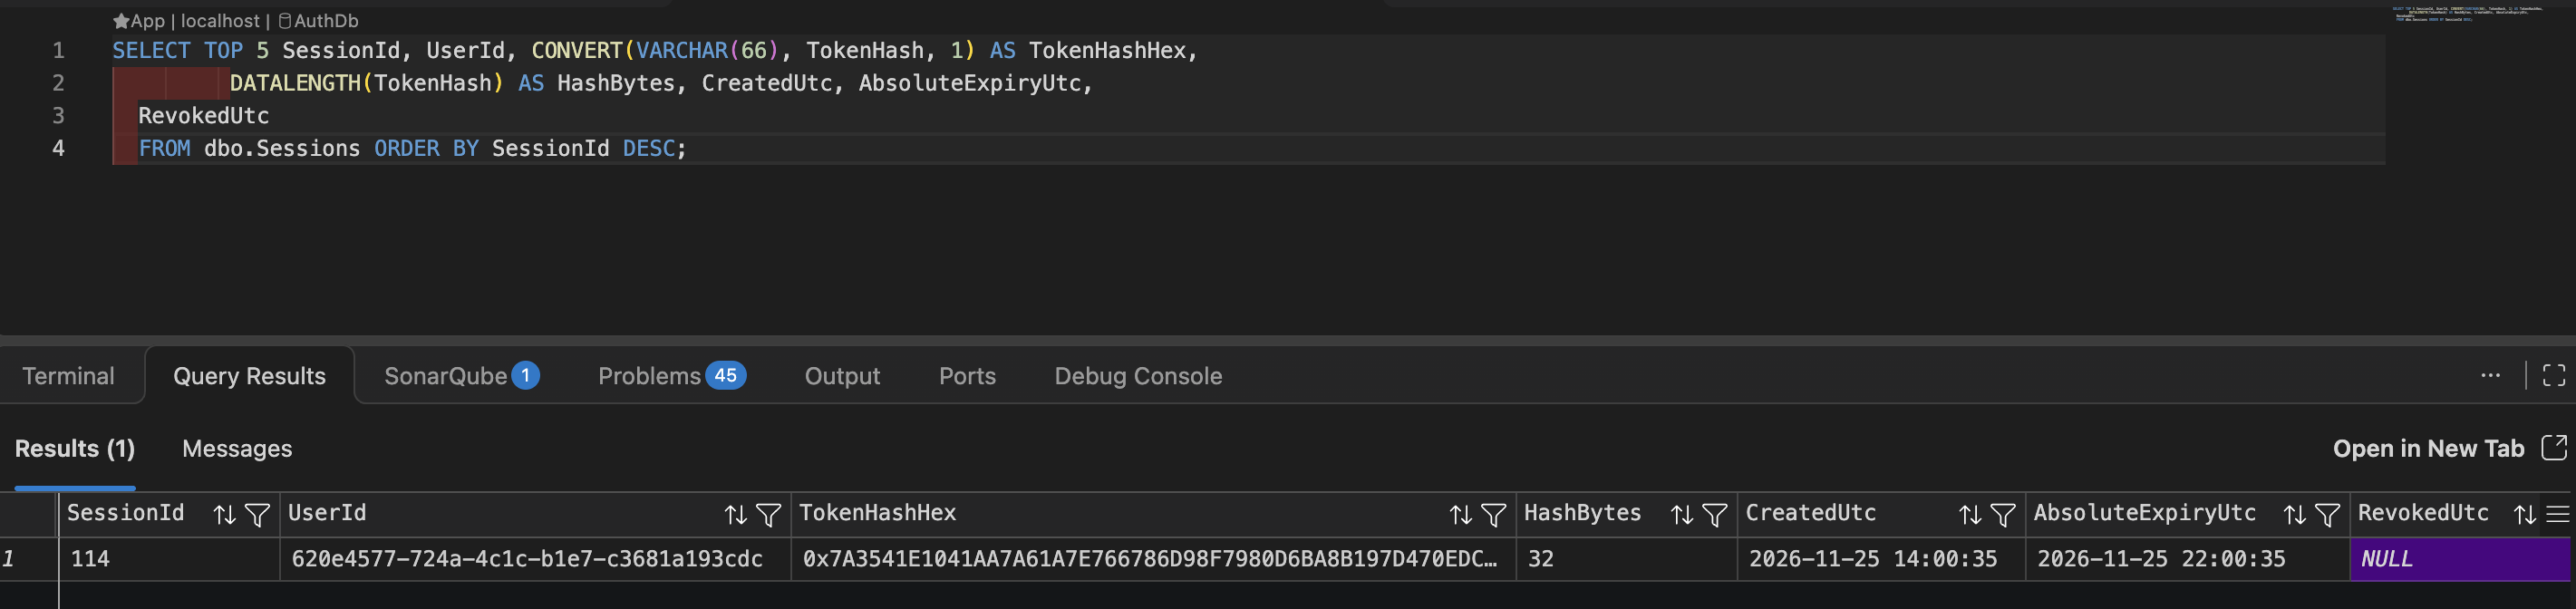 App | localhost | AuthDb
1 SELECT TOP 5 SessionId, UserId, CONVERT(VARCHAR(66), TokenHash, 1) AS TokenHashHex,
2 DATALENGTH(TokenHash) AS HashBytes, CreatedUtc, AbsoluteExpiryUtc,
3 RevokedUtc
4 FROM dbo.Sessions ORDER BY SessionId DESC;
Terminal Query Results SonarQube 1 Problems 45 Output Ports Debug Console ...
Results (1) Messages Open in New Tab
SessionId UserId TokenHashHex HashBytes CreatedUtc AbsoluteExpiryUtc RevokedUtc
1 114 620e4577-724a-4c1c-b1e7-c3681a193cdc 0x7A3541E1041AA7A61A7E766786D98F7980D6BA8B197D470EDC… 32 2026-11-25 14:00:35 2026-11-25 22:00:35 NULL